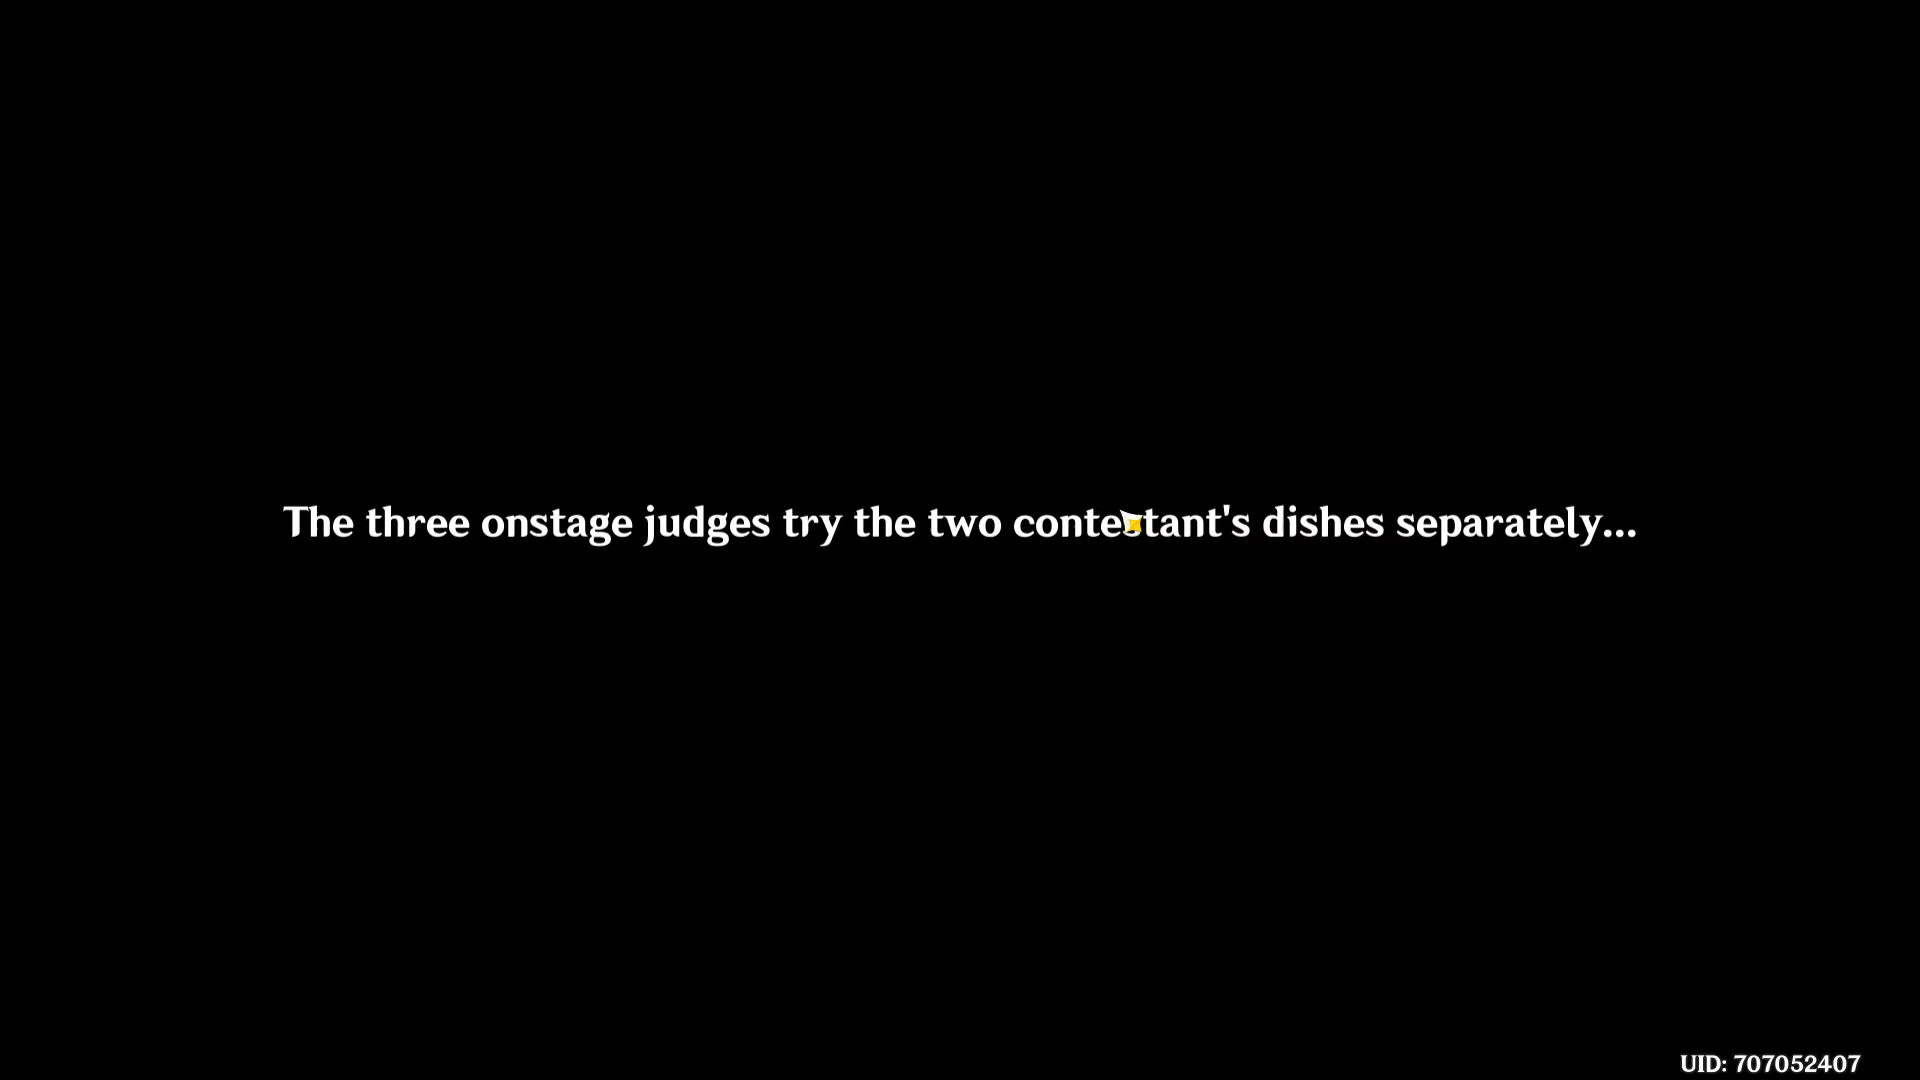 The three onstage judges try the two contestant's dishes separately...
UID: 707052407